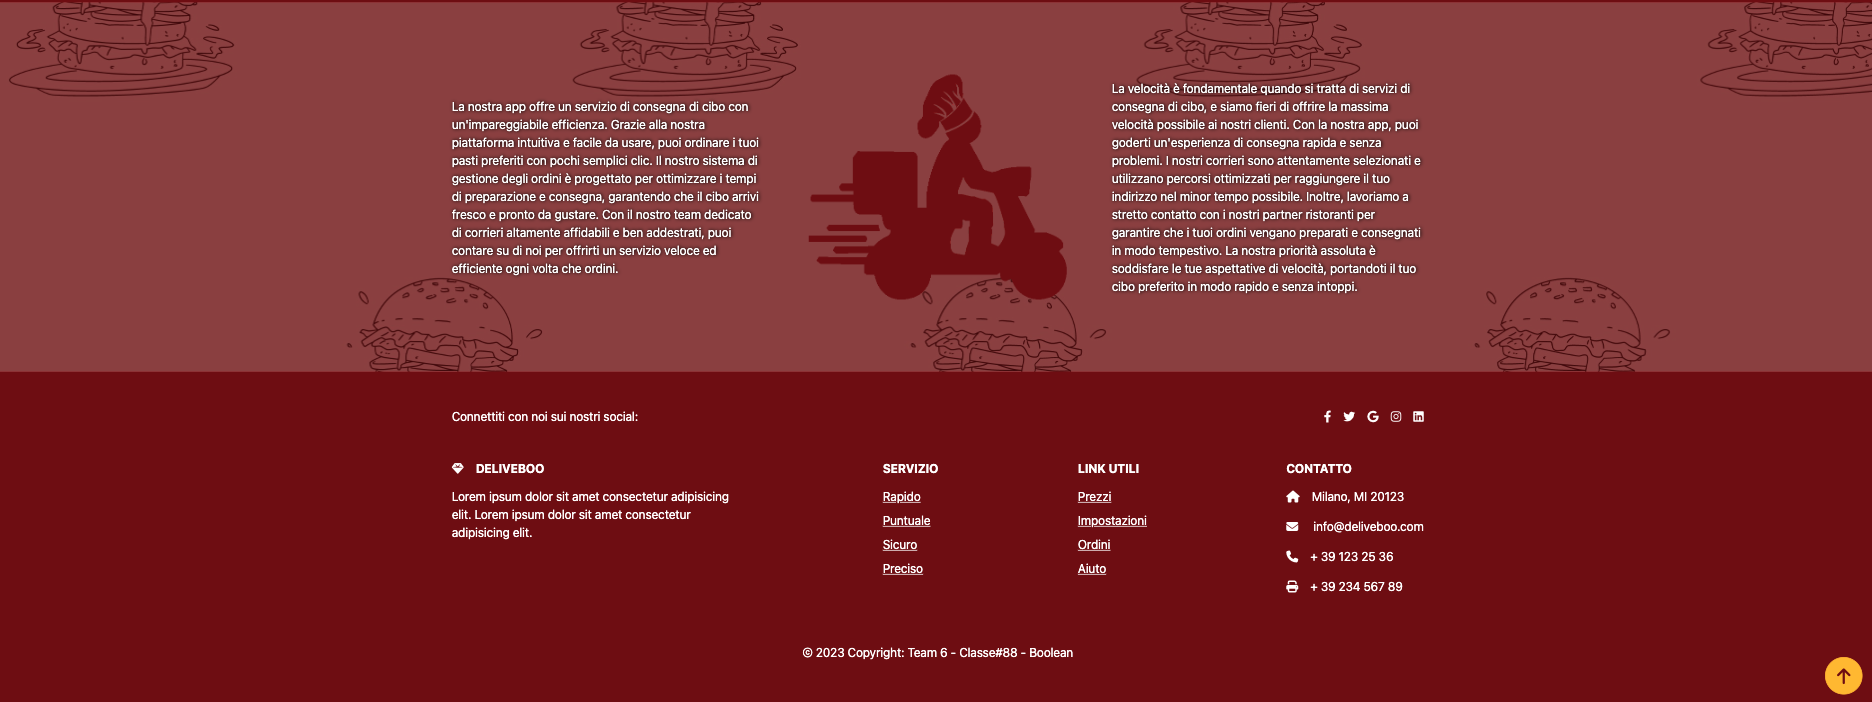 La nostra app offre un servizio di consegna di cibo con
un'impareggiabile efficienza. Grazie alla nostra
piattaforma intuitiva e facile da usare, puoi ordinare i tuoi
pasti preferiti con pochi semplici clic. Il nostro sistema di
gestione degli ordini è progettato per ottimizzare i tempi
di preparazione e consegna, garantendo che il cibo arrivi
fresco e pronto da gustare. Con il nostro team dedicato
di corrieri altamente affidabili e ben addestrati, puoi
contare su di noi per offrirti un servizio veloce ed
efficiente ogni volta che ordini.
La velocità è fondamentale quando si tratta di servizi di
consegna di cibo, e siamo fieri di offrire la massima
velocità possibile ai nostri clienti. Con la nostra app, puoi
goderti un'esperienza di consegna rapida e senza
problemi. I nostri corrieri sono attentamente selezionati e
utilizzano percorsi ottimizzati per raggiungere il tuo
indirizzo nel minor tempo possibile. Inoltre, lavoriamo a
stretto contatto con i nostri partner ristoranti per
garantire che i tuoi ordini vengano preparati e consegnati
in modo tempestivo. La nostra priorità assoluta è
soddisfare le tue aspettative di velocità, portandoti il tuo
cibo preferito in modo rapido e senza intoppi.
Connettiti con noi sui nostri social:
DELIVEBOO
Lorem ipsum dolor sit amet consectetur adipisicing
elit. Lorem ipsum dolor sit amet consectetur
adipisicing elit.
SERVIZIO
Rapido
Puntuale
Sicuro
Preciso
LINK UTILI
Prezzi
Impostazioni
Ordini
Aiuto
CONTATTO
Milano, MI 20123
info@deliveboo.com
+ 39 123 25 36
+ 39 234 567 89
© 2023 Copyright: Team 6 - Classe#88 - Boolean